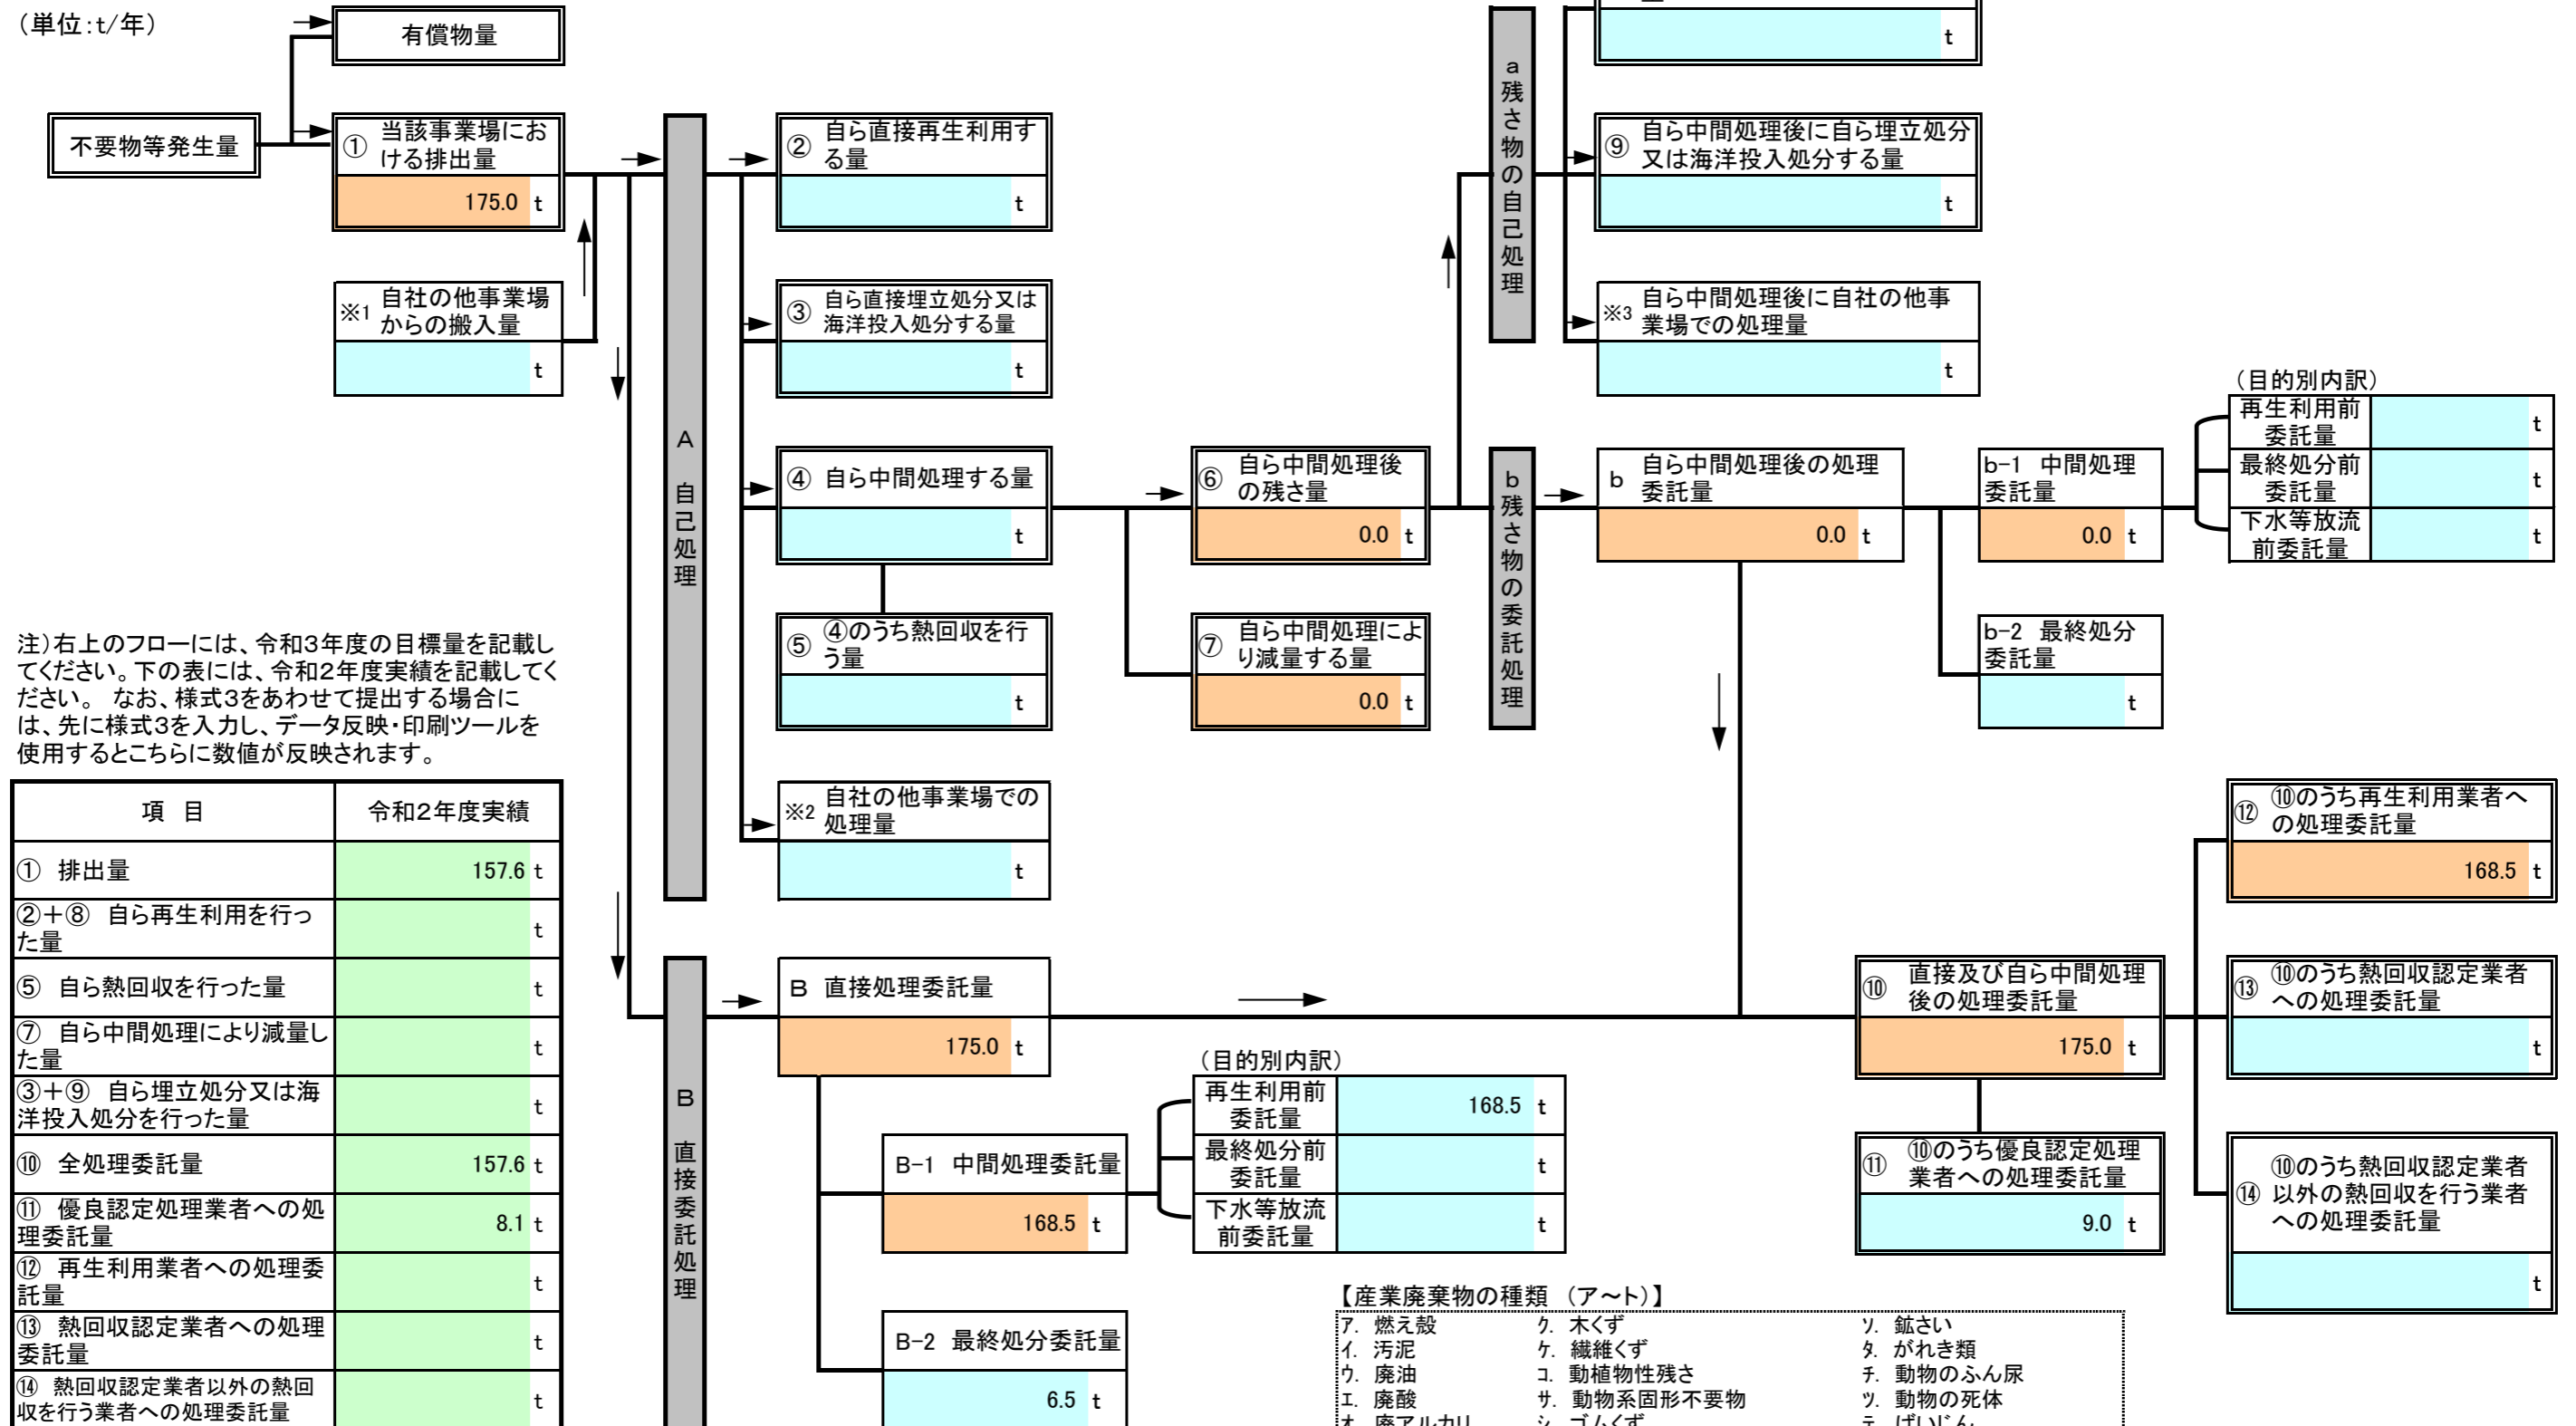 （単位：t/年）
有償物量
不要物等発生量
① 当該事業場にお
ける排出量
175.0 t
※1 自社の他事業場
からの搬入量
t
A 自己処理
② 自ら直接再生利用す
る量
t
③ 自ら直接埋立処分又は
海洋投入処分する量
t
④ 自ら中間処理する量
t
⑤ ④のうち熱回収を行
う量
t
※2 自社の他事業場での
処理量
t
⑥ 自ら中間処理後
の残さ量
0.0 t
⑦ 自ら中間処理によ
り減量する量
0.0 t
a 残さ物の自己処理
t
⑨ 自ら中間処理後に自ら埋立処分
又は海洋投入処分する量
t
※3 自ら中間処理後に自社の他事
業場での処理量
t
b 残さ物の委託処理
b 自ら中間処理後の処理
委託量
0.0 t
b-1 中間処理
委託量
0.0 t
b-2 最終処分
委託量
t
（目的別内訳）
再生利用前
委託量
t
最終処分前
委託量
t
下水等放流
前委託量
t
注）右上のフローには、令和3年度の目標量を記載し
てください。下の表には、令和2年度実績を記載してく
ださい。 なお、様式3をあわせて提出する場合に
は、先に様式3を入力し、データ反映・印刷ツールを
使用するとこちらに数値が反映されます。
項 目 令和2年度実績
① 排出量 157.6 t
②＋⑧ 自ら再生利用を行っ
た量 t
⑤ 自ら熱回収を行った量 t
⑦ 自ら中間処理により減量し
た量 t
③＋⑨ 自ら埋立処分又は海
洋投入処分を行った量 t
⑩ 全処理委託量 157.6 t
⑪ 優良認定処理業者への処
理委託量 8.1 t
⑫ 再生利用業者への処理委
託量 t
⑬ 熱回収認定業者への処理
委託量 t
⑭ 熱回収認定業者以外の熱回
収を行う業者への処理委託量 t
B 直接委託処理
B 直接処理委託量
175.0 t
B-1 中間処理委託量
168.5 t
B-2 最終処分委託量
6.5 t
（目的別内訳）
再生利用前
委託量
168.5 t
最終処分前
委託量
t
下水等放流
前委託量
t
⑩ 直接及び自ら中間処理
後の処理委託量
175.0 t
⑪ ⑩のうち優良認定処理
業者への処理委託量
9.0 t
⑫ ⑩のうち再生利用業者へ
の処理委託量
168.5 t
⑬ ⑩のうち熱回収認定業者
への処理委託量
t
⑩のうち熱回収認定業者
⑭ 以外の熱回収を行う業者
への処理委託量
t
【産業廃棄物の種類 （ア～ト）】
ｱ. 燃え殻 ｸ. 木くず ｿ. 鉱さい
ｲ. 汚泥 ｹ. 繊維くず ﾀ. がれき類
ｳ. 廃油 ｺ. 動植物性残さ ﾁ. 動物のふん尿
ｴ. 廃酸 ｻ. 動物系固形不要物 ﾂ. 動物の死体
ｵ. 廃アルカリ ｼ. ゴムくず ﾃ. ばいじん